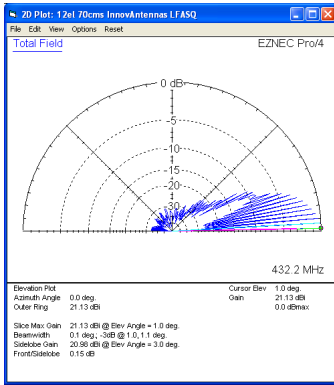 2D Plot: 12el 70cms InnovAntennas LFASQ
File Edit View Options Reset
Total Field
EZNEC Pro/4
0 dB
-5
-10
-15
-20
-30
432.2 MHz
Elevation Plot
Cursor Elev 1.0 deg.
Azimuth Angle 0.0 deg.
Gain 21.13 dBi
Outer Ring 21.13 dBi
0.0 dBmax
Slice Max Gain 21.13 dBi @ Elev Angle = 1.0 deg.
Beamwidth 0.1 deg.; -3dB @ 1.0, 1.1 deg.
Sidelobe Gain 20.98 dBi @ Elev Angle = 3.0 deg.
Front/Sidelobe 0.15 dB